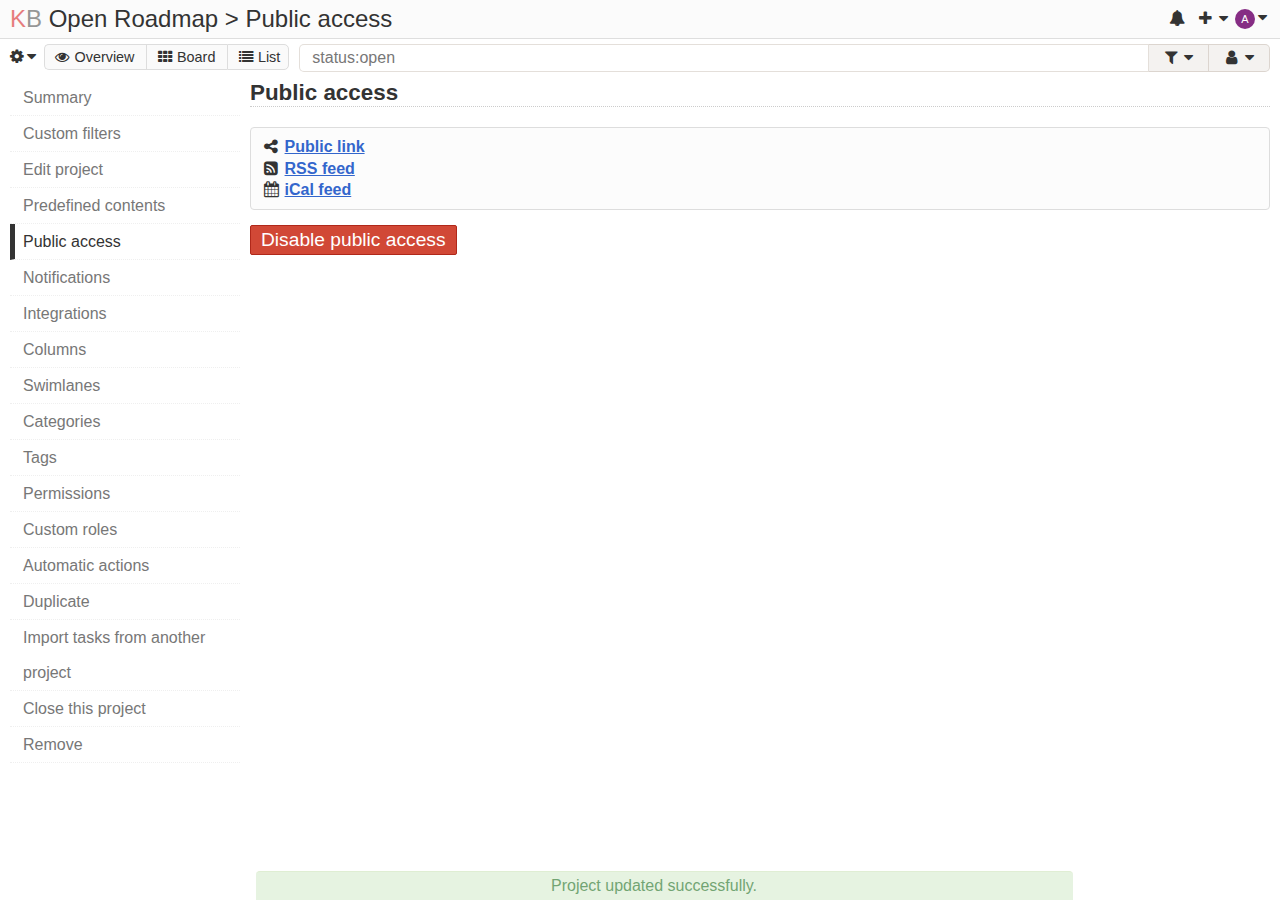 KB Open Roadmap > Public access
A
Overview Board List status:open
Summary
Custom filters
Edit project
Predefined contents
Public access
Notifications
Integrations
Columns
Swimlanes
Categories
Tags
Permissions
Custom roles
Automatic actions
Duplicate
Import tasks from another
project
Close this project
Remove
Public access
Public link
RSS feed
iCal feed
Disable public access
Project updated successfully.